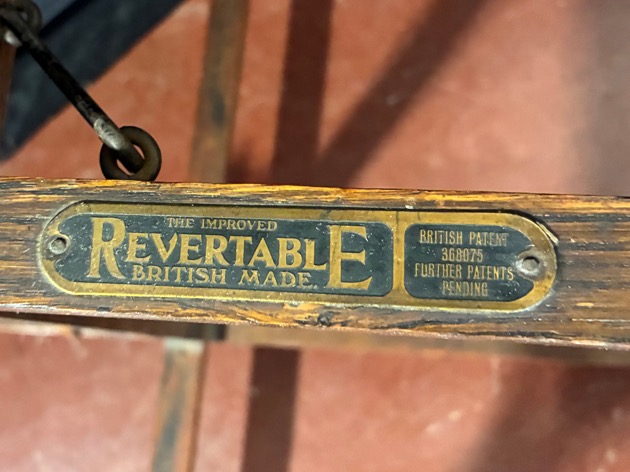 THE IMPROVED
REVERTABLE
BRITISH MADE.
BRITISH PATENT
368075
FURTHER PATENTS
PENDING